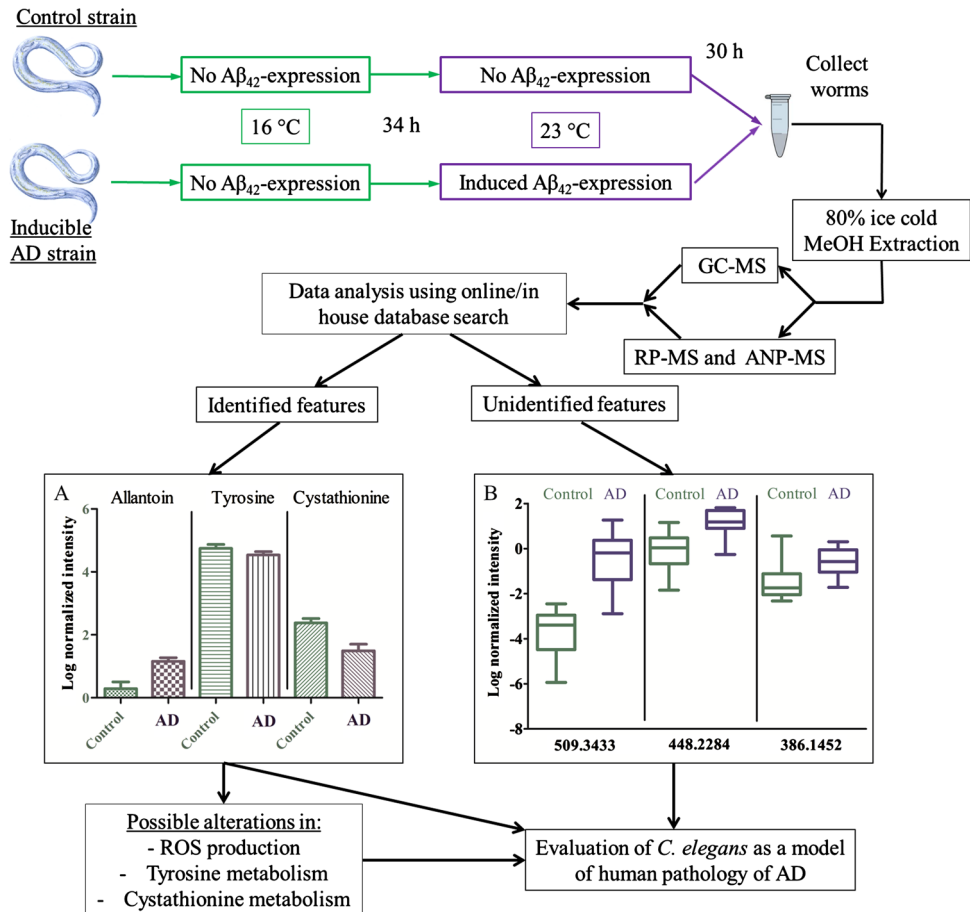 Control strain
No Aβ42-expression
No Aβ42-expression
30 h
Collect
worms
16 °C
34 h
23 °C
No Aβ42-expression
Induced Aβ42-expression
Inducible
AD strain
80% ice cold
MeOH Extraction
GC-MS
RP-MS and ANP-MS
Data analysis using online/in
house database search
Identified features
Unidentified features
A
Allantoin Tyrosine Cystathionine
Log normalized intensity
6
4
2
0
Control AD Control AD Control AD
B
Control AD Control AD Control AD
Log normalized intensity
2
0
-2
-4
-6
-8
509.3433 448.2284 386.1452
Possible alterations in:
- ROS production
- Tyrosine metabolism
- Cystathionine metabolism
Evaluation of C. elegans as a model
of human pathology of AD